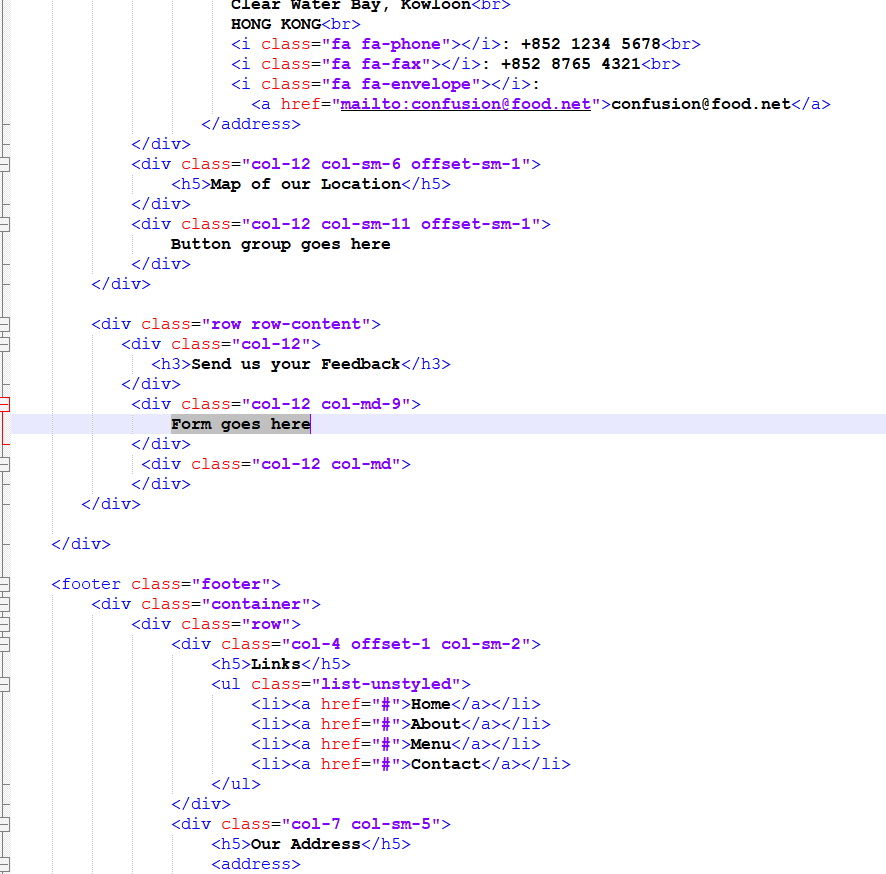 Clear Water Bay, Kowloon<br>
HONG KONG<br>
<i class="fa fa-phone"></i>: +852 1234 5678<br>
<i class="fa fa-fax"></i>: +852 8765 4321<br>
<i class="fa fa-envelope"></i>:
<a href="mailto:confusion@food.net">confusion@food.net</a>
</address>
</div>
<div class="col-12 col-sm-6 offset-sm-1">
<h5>Map of our Location</h5>
</div>
<div class="col-12 col-sm-11 offset-sm-1">
Button group goes here
</div>
</div>
<div class="row row-content">
<div class="col-12">
<h3>Send us your Feedback</h3>
</div>
<div class="col-12 col-md-9">
Form goes here
</div>
<div class="col-12 col-md">
</div>
</div>
</div>
<footer class="footer">
<div class="container">
<div class="row">
<div class="col-4 offset-1 col-sm-2">
<h5>Links</h5>
<ul class="list-unstyled">
<li><a href="#">Home</a></li>
<li><a href="#">About</a></li>
<li><a href="#">Menu</a></li>
<li><a href="#">Contact</a></li>
</ul>
</div>
<div class="col-7 col-sm-5">
<h5>Our Address</h5>
<address>